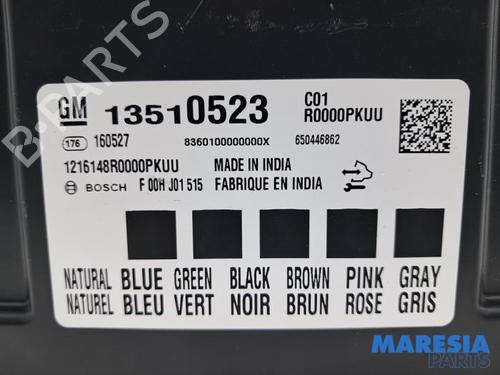 B-PARTS
GM 13510523 C01
R0000PKUU
176 160527 8360100000000X 650446862
1216148R0000PKUU MADE IN INDIA
BOSCH F 00H J01 515 FABRIQUE EN INDIA
NATURAL BLUE GREEN BLACK BROWN PINK GRAY
NATUREL BLEU VERT NOIR BRUN ROSE GRIS
MARESIA
PARTS